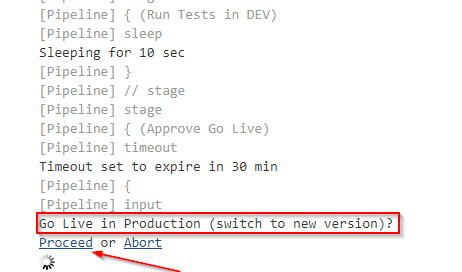 [Pipeline] { (Run Tests in DEV)
[Pipeline] sleep
Sleeping for 10 sec
[Pipeline] }
[Pipeline] // stage
[Pipeline] stage
[Pipeline] { (Approve Go Live)
[Pipeline] timeout
Timeout set to expire in 30 min
[Pipeline] {
[Pipeline] input
Go Live in Production (switch to new version)?
Proceed or Abort